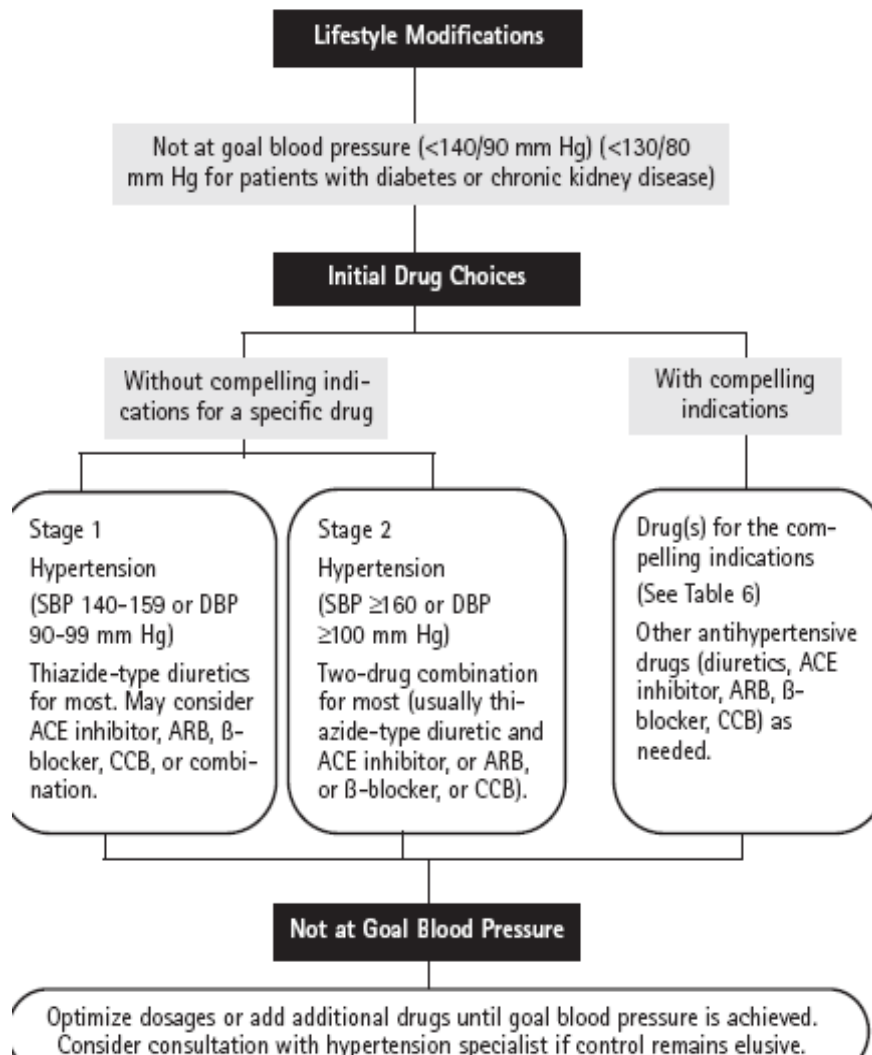 Lifestyle Modifications
Not at goal blood pressure (<140/90 mm Hg) (<130/80
mm Hg for patients with diabetes or chronic kidney disease)
Initial Drug Choices
Without compelling indi-
cations for a specific drug
With compelling
indications
Stage 1
Hypertension
(SBP 140-159 or DBP
90-99 mm Hg)
Thiazide-type diuretics
for most. May consider
ACE inhibitor, ARB, ß-
blocker, CCB, or combi-
nation.
Stage 2
Hypertension
(SBP ≥160 or DBP
≥100 mm Hg)
Two-drug combination
for most (usually thi-
azide-type diuretic and
ACE inhibitor, or ARB,
or ß-blocker, or CCB).
Drug(s) for the com-
pelling indications
(See Table 6)
Other antihypertensive
drugs (diuretics, ACE
inhibitor, ARB, ß-
blocker, CCB) as
needed.
Not at Goal Blood Pressure
Optimize dosages or add additional drugs until goal blood pressure is achieved.
Consider consultation with hypertension specialist if control remains elusive.